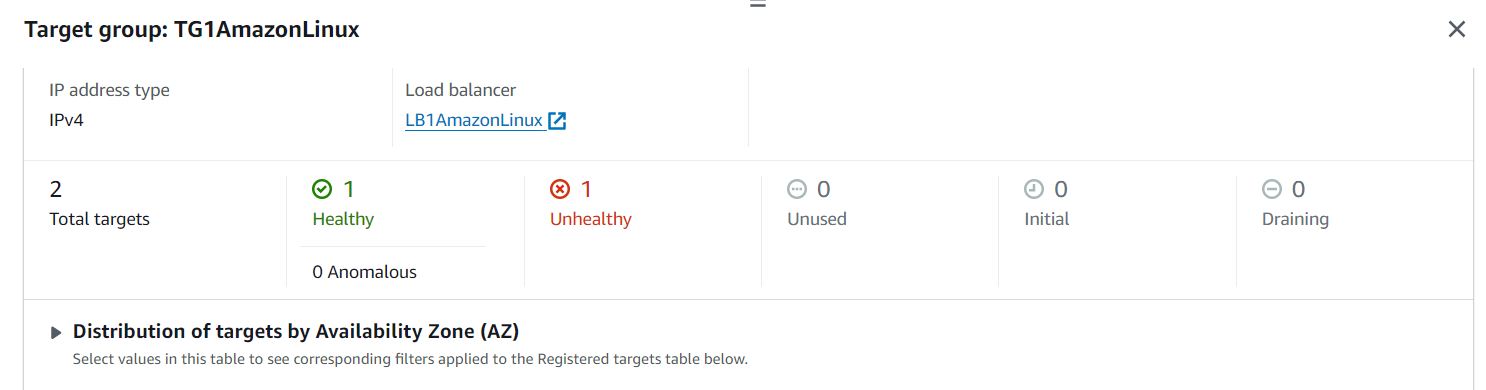 Target group: TG1AmazonLinux
IP address type
IPv4
Load balancer
LB1AmazonLinux
2
Total targets
1
Healthy
0 Anomalous
1
Unhealthy
0
Unused
0
Initial
0
Draining
Distribution of targets by Availability Zone (AZ)
Select values in this table to see corresponding filters applied to the Registered targets table below.